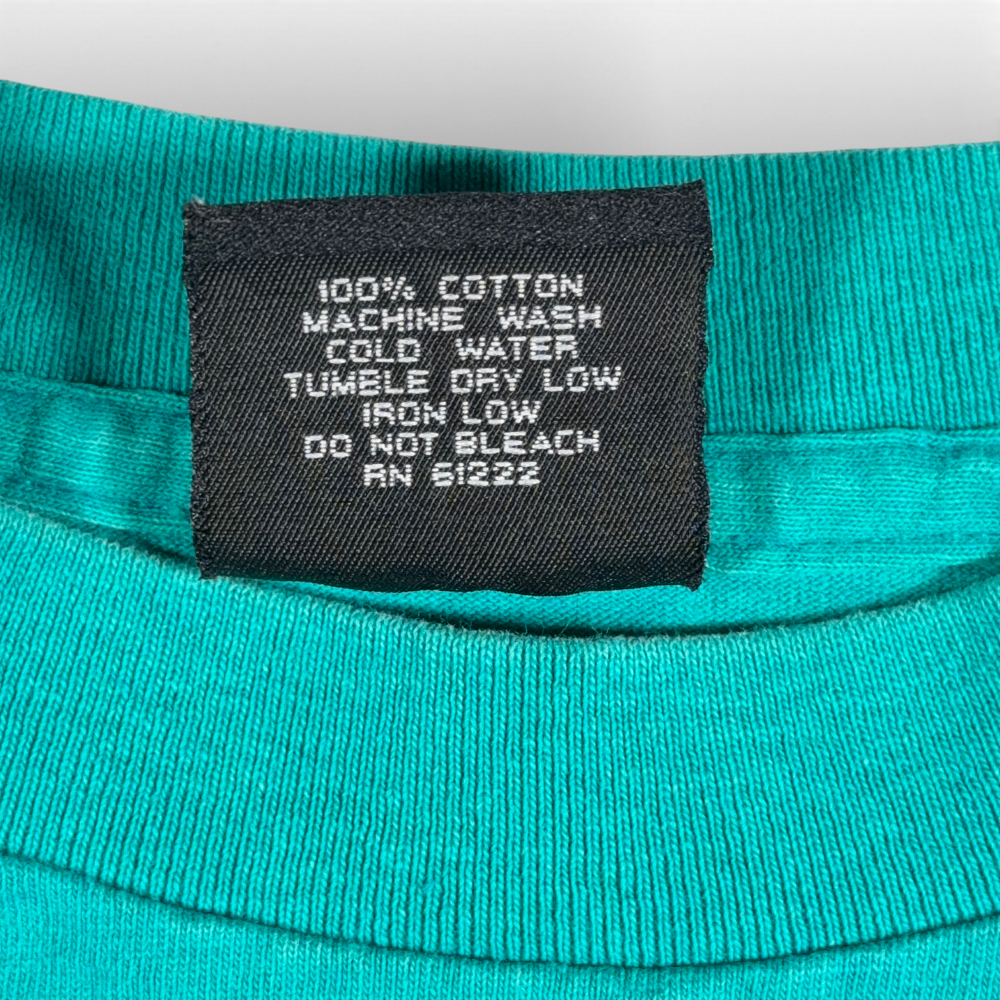 100% COTTON
MACHINE WASH
COLD WATER
TUMBLE DRY LOW
IRON LOW
DO NOT BLEACH
RN 61222